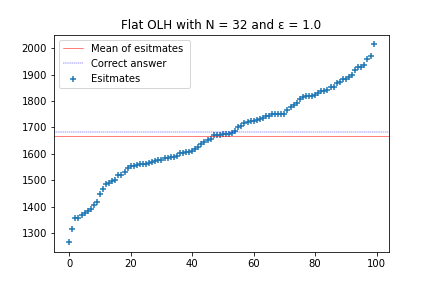 Flat OLH with N = 32 and ε = 1.0
Mean of esitmates
Correct answer
Esitmates
2000
1900
1800
1700
1600
1500
1400
1300
0 20 40 60 80 100